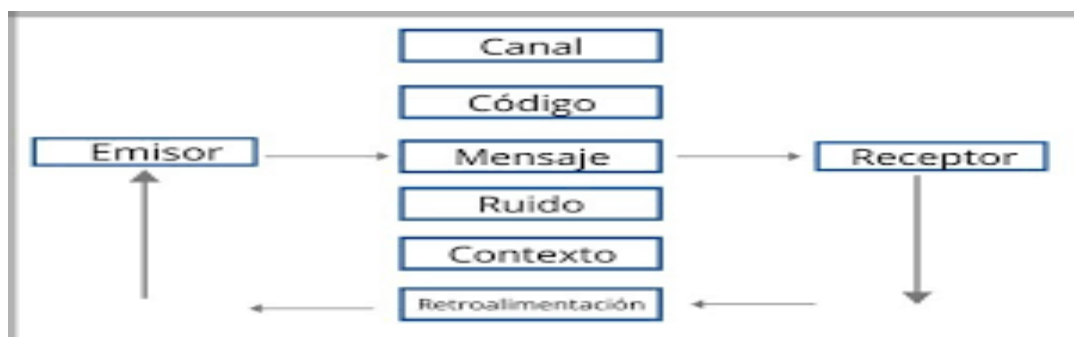 Canal
Código
Emisor
Mensaje
Receptor
Ruido
Contexto
Retroalimentación